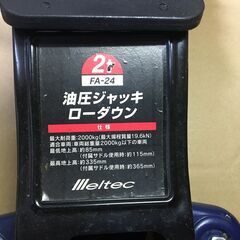 2t
FA-24
油圧ジャッキ
ローダウン
仕様
最大耐荷重:2000kg(最大揚程質量19.6kN)
適合車両:車両総重量2000kg以下の車両
最低地上高:約85mm
(付属サドル使用時:約115mm)
最高地上高:約335mm
(付属サドル使用時:約365mm)
Meltec